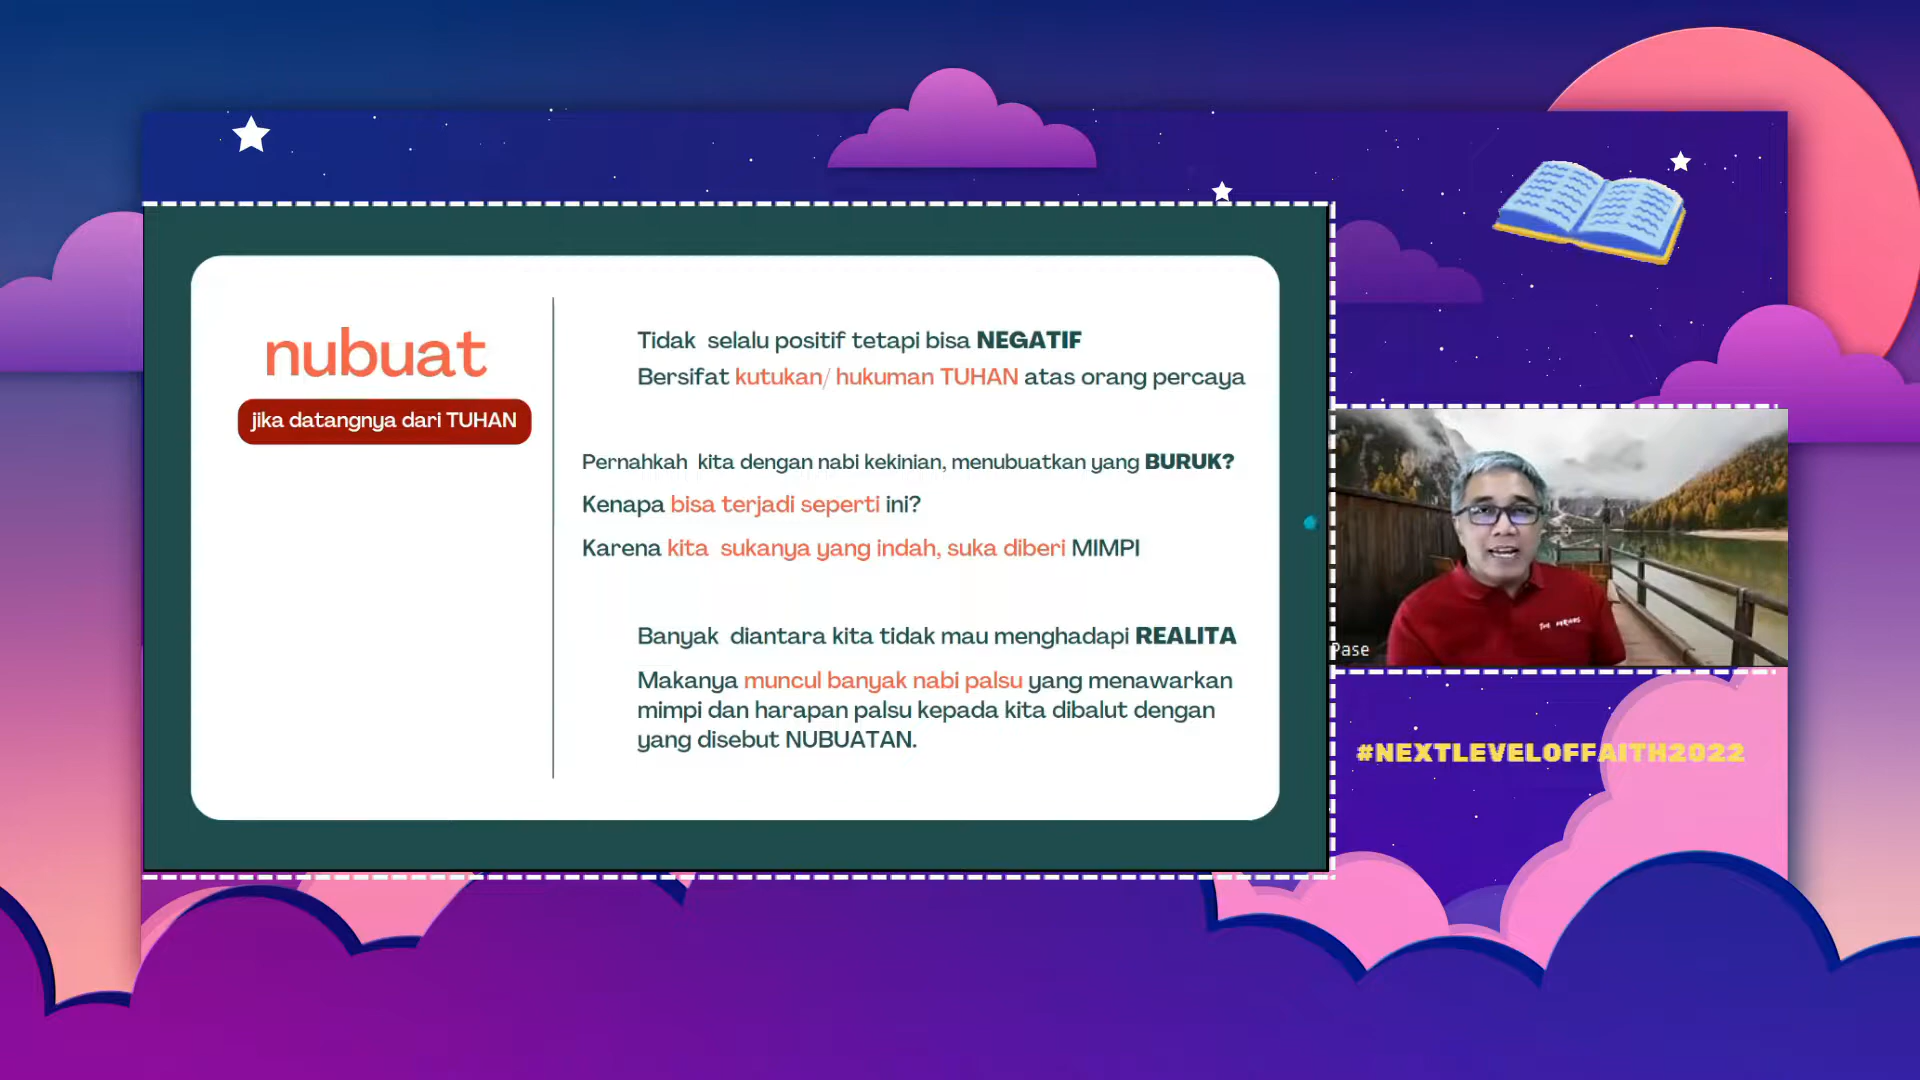 nubuat
jika datangnya dari TUHAN
Tidak selalu positif tetapi bisa NEGATIF
Bersifat kutukan/ hukuman TUHAN atas orang percaya
Pernahkah kita dengan nabi kekinian, menubuatkan yang BURUK?
Kenapa bisa terjadi seperti ini?
Karena kita sukanya yang indah, suka diberi MIMPI
Banyak diantara kita tidak mau menghadapi REALITA
Makanya muncul banyak nabi palsu yang menawarkan
mimpi dan harapan palsu kepada kita dibalut dengan
yang disebut NUBUATAN.
Pase
#NEXTLEVELOFFAITH2022